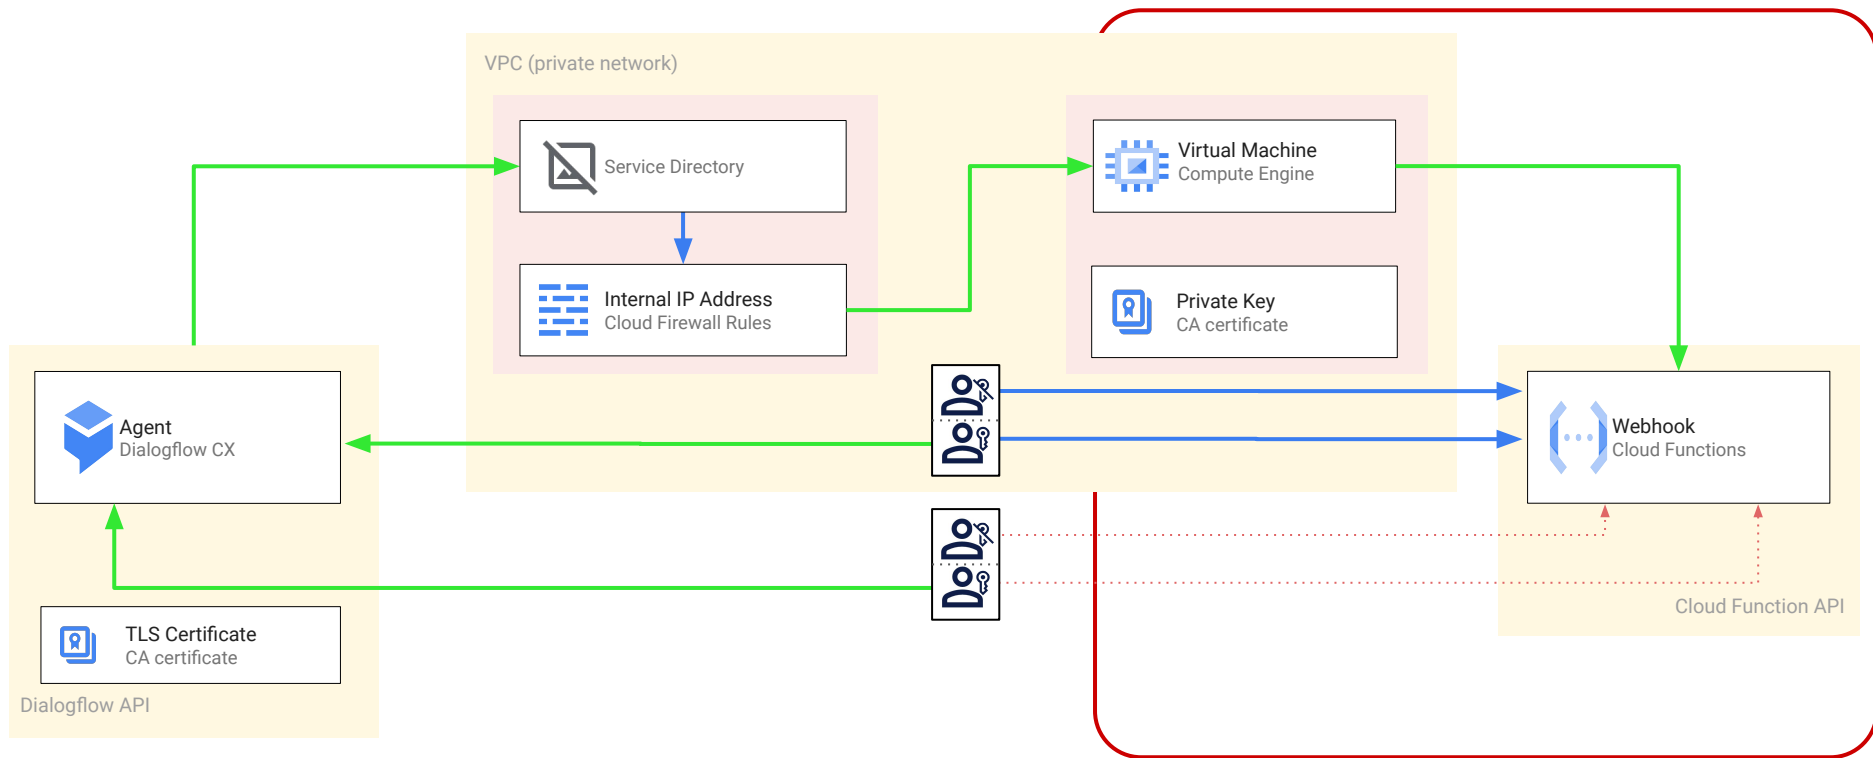 VPC (private network)
Service Directory
Virtual Machine
Compute Engine
Internal IP Address
Cloud Firewall Rules
Private Key
CA certificate
Agent
Dialogflow CX
Webhook
Cloud Functions
Cloud Function API
TLS Certificate
CA certificate
Dialogflow API